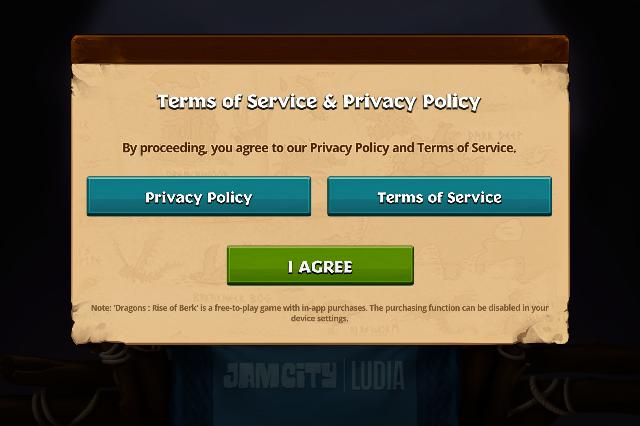 Terms of Service & Privacy Policy
By proceeding, you agree to our Privacy Policy and Terms of Service.
Privacy Policy
Terms of Service
I AGREE
Note: 'Dragons : Rise of Berk' is a free-to-play game with in-app purchases. The purchasing function can be disabled in your
device settings.
JAMCITY | LUDIA